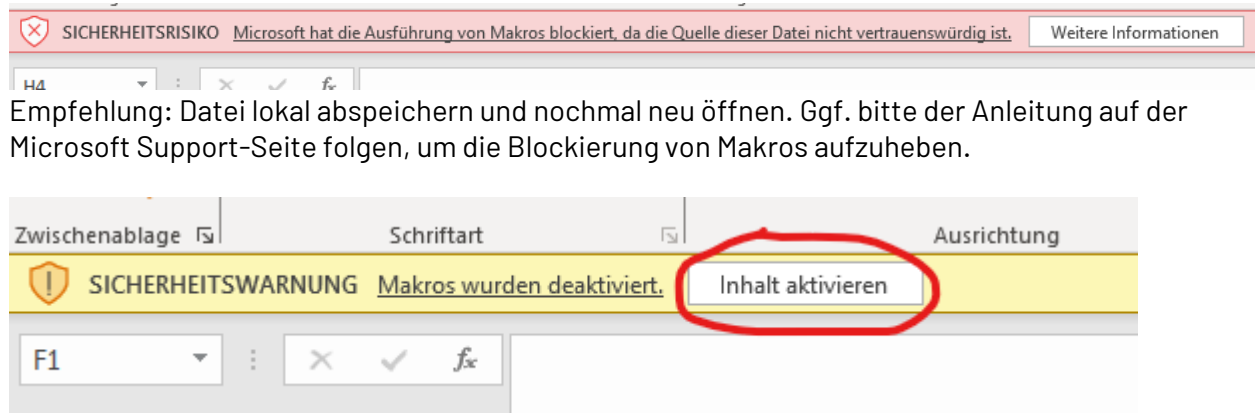 SICHERHEITSRISIKO Microsoft hat die Ausführung von Makros blockiert, da die Quelle dieser Datei nicht vertrauenswürdig ist. Weitere Informationen
H4 fx
Empfehlung: Datei lokal abspeichern und nochmal neu öffnen. Ggf. bitte der Anleitung auf der
Microsoft Support-Seite folgen, um die Blockierung von Makros aufzuheben.
Zwischenablage Schriftart Ausrichtung
SICHERHEITSWARNUNG Makros wurden deaktiviert. Inhalt aktivieren
F1 fx